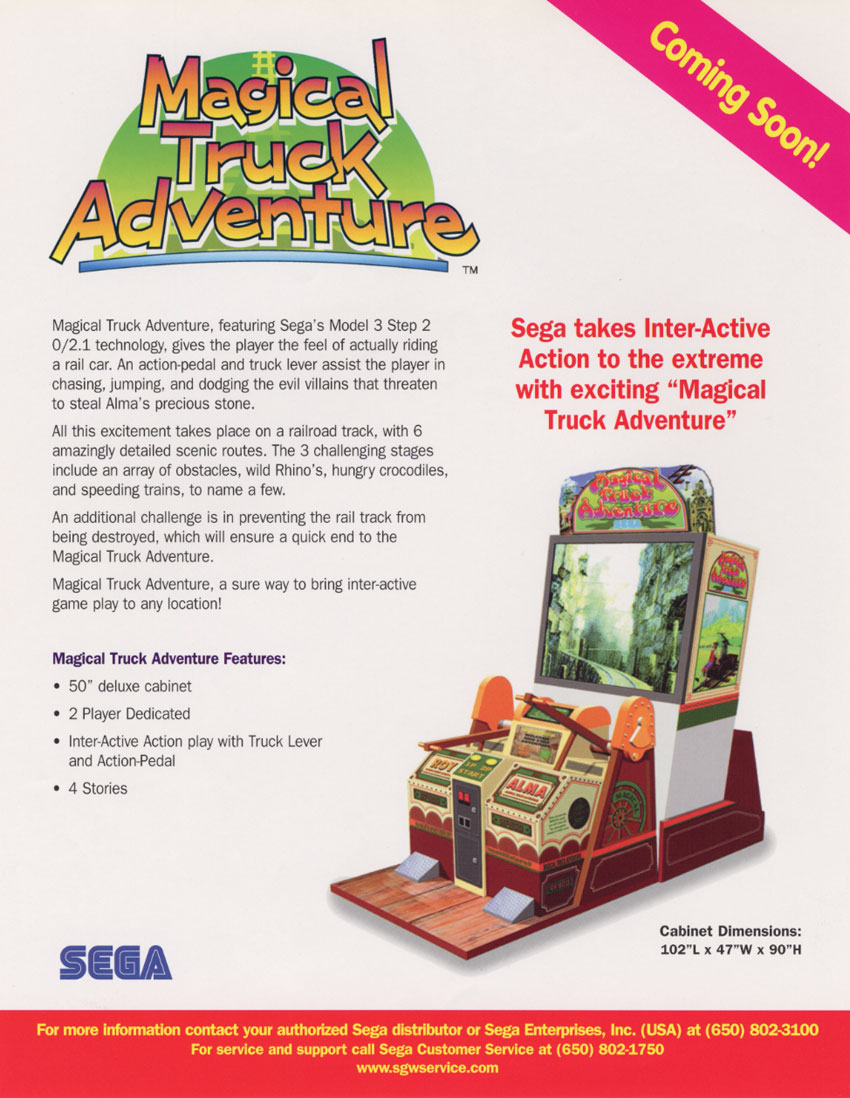 Coming Soon!
Magical
Truck
Adventure
TM
Magical Truck Adventure, featuring Sega's Model 3 Step 2
0/2.1 technology, gives the player the feel of actually riding
a rail car. An action-pedal and truck lever assist the player in
chasing, jumping, and dodging the evil villains that threaten
to steal Alma's precious stone.
All this excitement takes place on a railroad track, with 6
amazingly detailed scenic routes. The 3 challenging stages
include an array of obstacles, wild Rhino's, hungry crocodiles,
and speeding trains, to name a few.
An additional challenge is in preventing the rail track from
being destroyed, which will ensure a quick end to the
Magical Truck Adventure.
Magical Truck Adventure, a sure way to bring inter-active
game play to any location!
Magical Truck Adventure Features:
• 50" deluxe cabinet
• 2 Player Dedicated
• Inter-Active Action play with Truck Lever
and Action-Pedal
• 4 Stories
Sega takes Inter-Active
Action to the extreme
with exciting “Magical
Truck Adventure”
Magical
Truck
Adventure
SEGA
Magical
Truck
Adventure
1P 2P
START
ALMA
Cabinet Dimensions:
102"L x 47"W x 90"H
SEGA
For more information contact your authorized Sega distributor or Sega Enterprises, Inc. (USA) at (650) 802-3100
For service and support call Sega Customer Service at (650) 802-1750
www.sgwservice.com